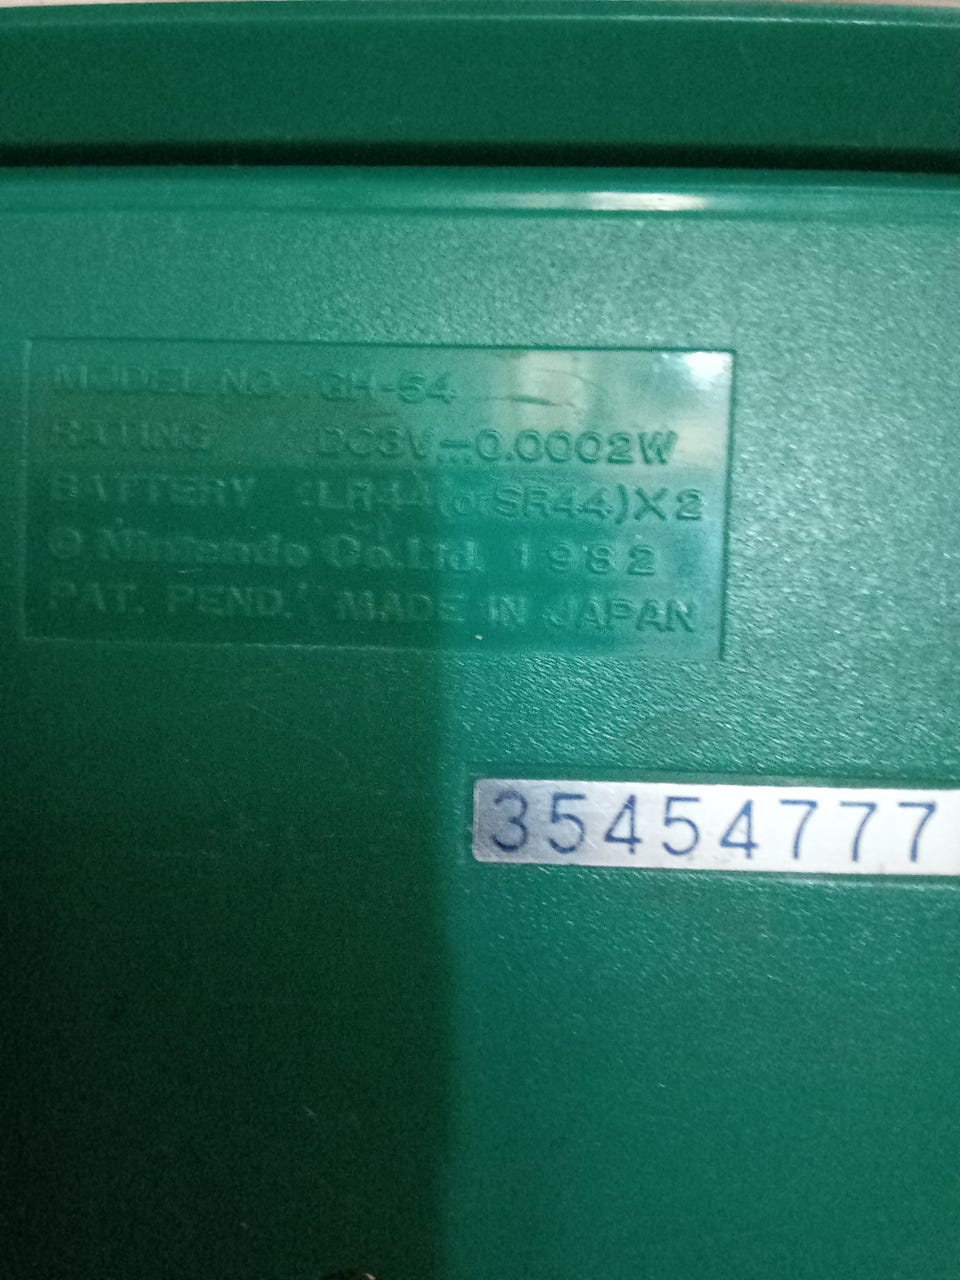 MODEL NO. :GH-54
RATING :DC3V⎓0.0002W
BATTERY :LR44(or SR44)X2
© Nintendo Co.Ltd. 1982
PAT. PEND. MADE IN JAPAN
35454777